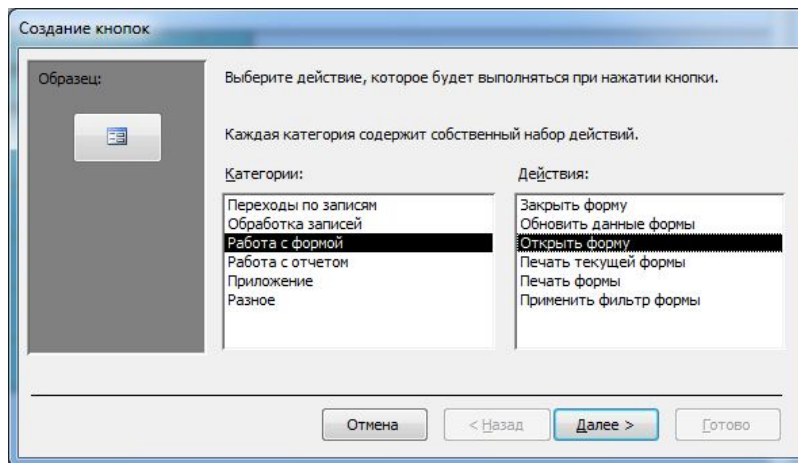 Создание кнопок
Образец:
Выберите действие, которое будет выполняться при нажатии кнопки.
Каждая категория содержит собственный набор действий.
Категории:
Переходы по записям
Обработка записей
Работа с формой
Работа с отчетом
Приложение
Разное
Действия:
Закрыть форму
Обновить данные формы
Открыть форму
Печать текущей формы
Печать формы
Применить фильтр формы
Отмена
< Назад
Далее >
Готово